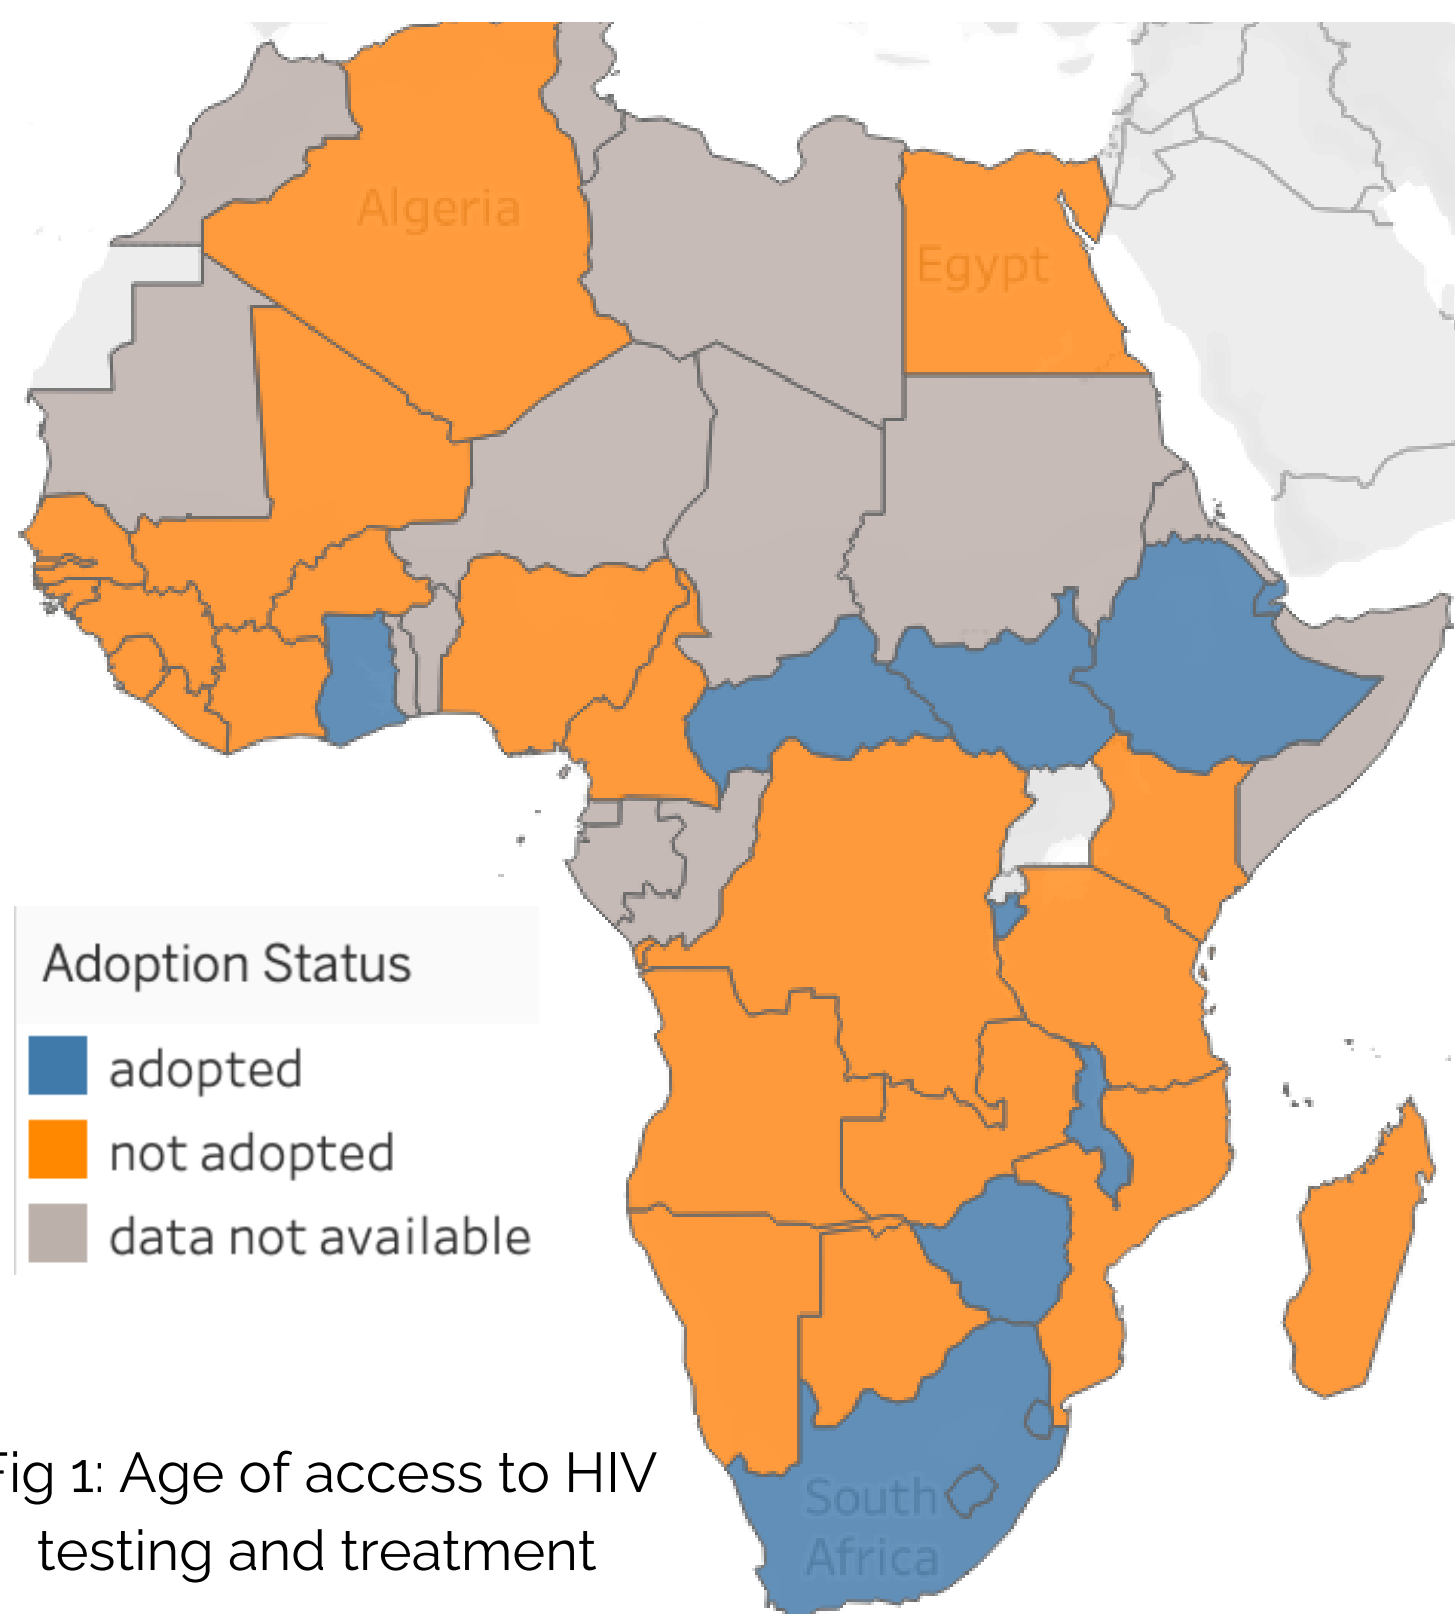 Algeria
Egypt
Adoption Status
adopted
not adopted
data not available
Fig 1: Age of access to HIV
testing and treatment
South
Africa